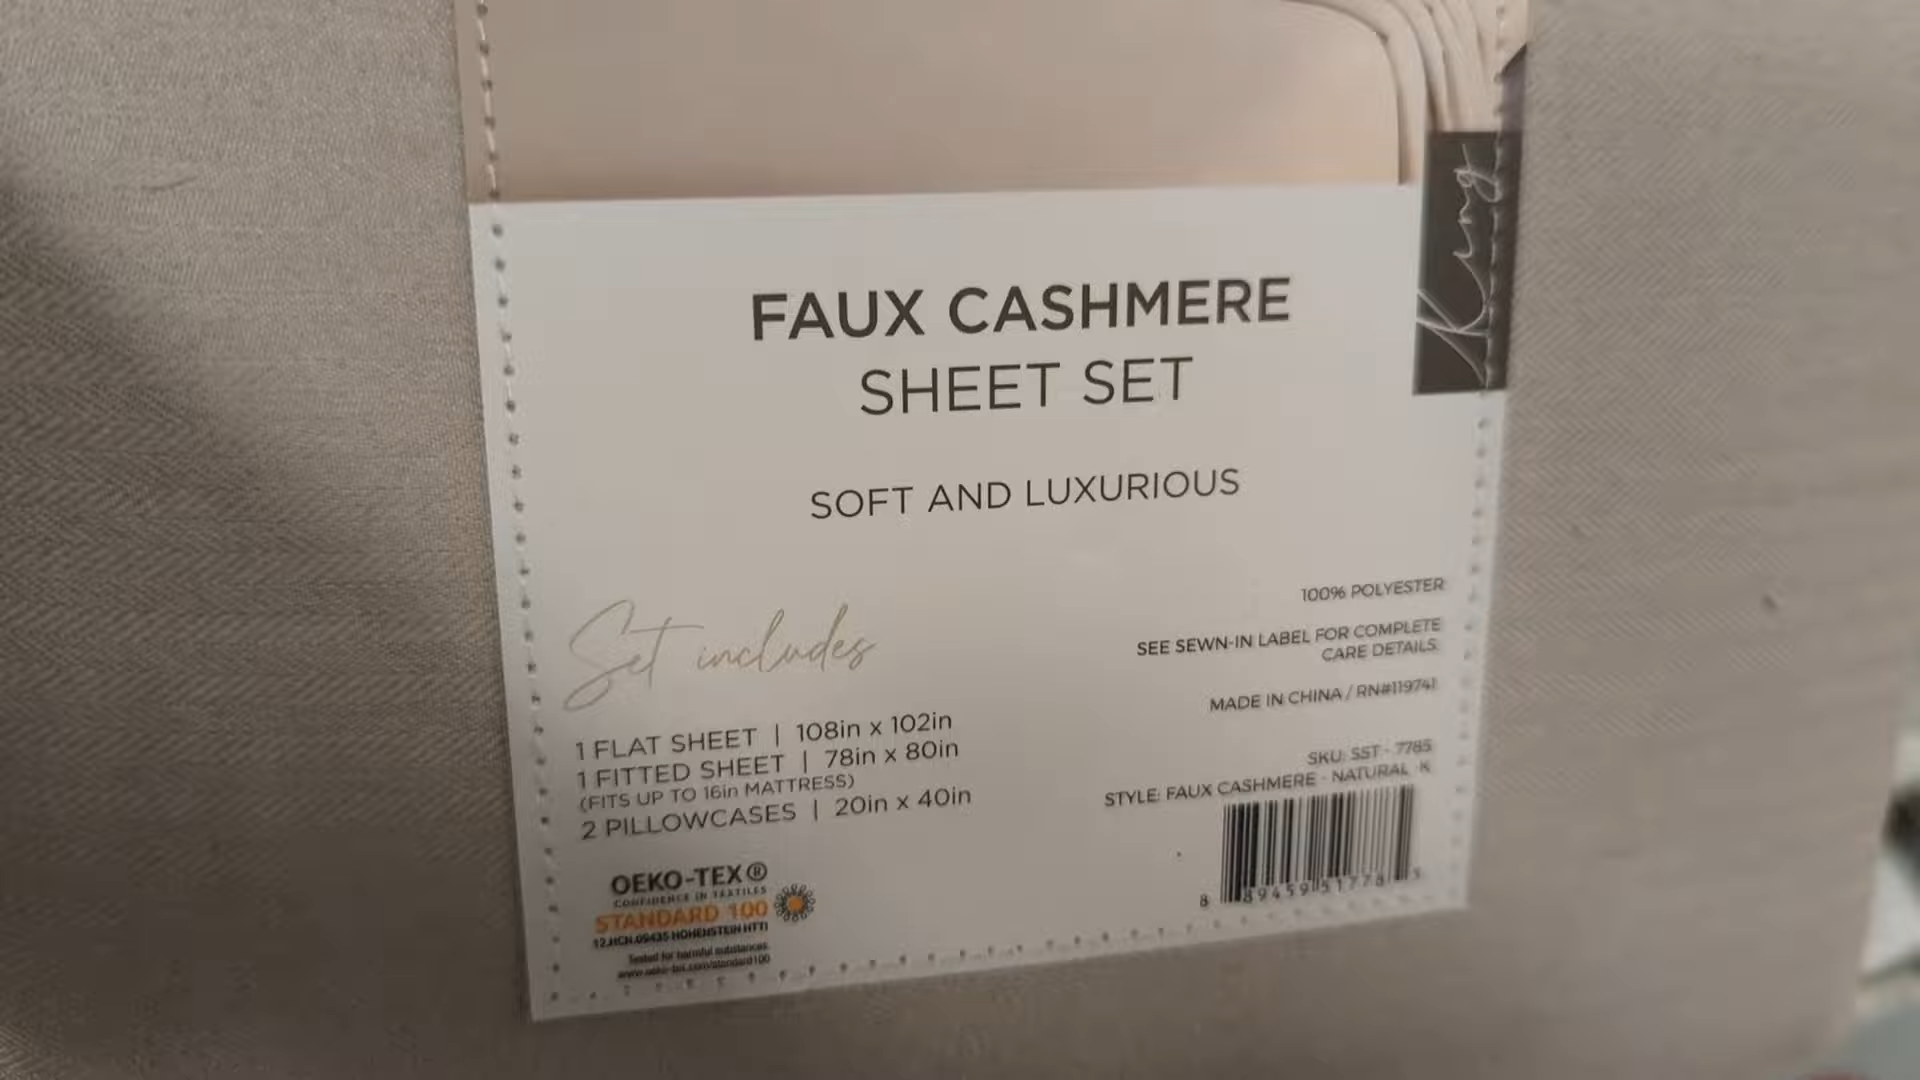 King
FAUX CASHMERE
SHEET SET
SOFT AND LUXURIOUS
Set includes
1 FLAT SHEET | 108in x 102in
1 FITTED SHEET | 78in x 80in
(FITS UP TO 16in MATTRESS)
2 PILLOWCASES | 20in x 40in
100% POLYESTER
SEE SEWN-IN LABEL FOR COMPLETE
CARE DETAILS.
MADE IN CHINA / RN#119741
SKU: SST - 7785
STYLE: FAUX CASHMERE - NATURAL -K
OEKO-TEX®
CONFIDENCE IN TEXTILES
STANDARD 100
12.HCN.09435 HOHENSTEIN HTTI
Tested for harmful substances.
www.oeko-tex.com/standard100
8